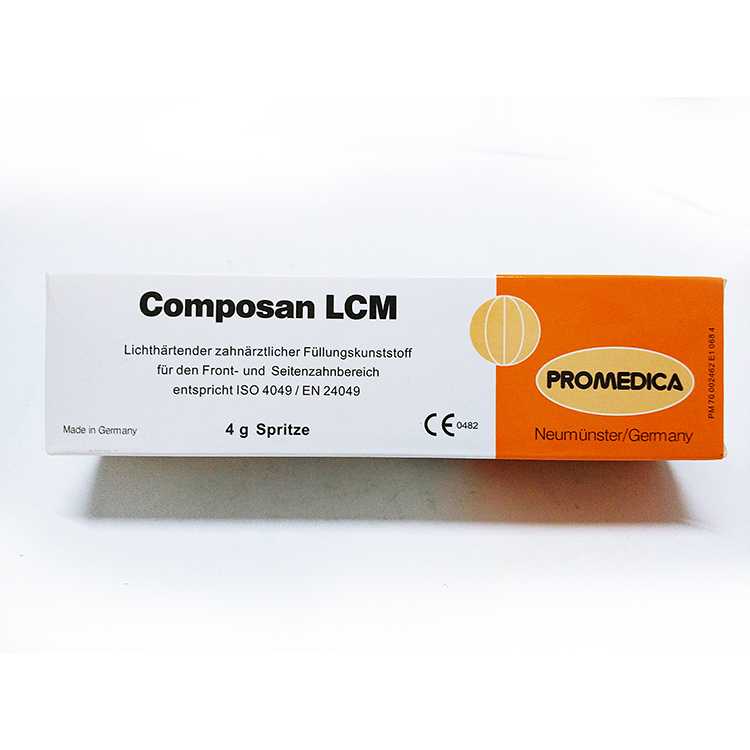 Composan LCM
Lichthärtender zahnärztlicher Füllungskunststoff
für den Front- und Seitenzahnbereich
entspricht ISO 4049 / EN 24049
Made in Germany
4 g Spritze
CE 0482
PROMEDICA
Neumünster/Germany
PM 70 002462 E1 068 4